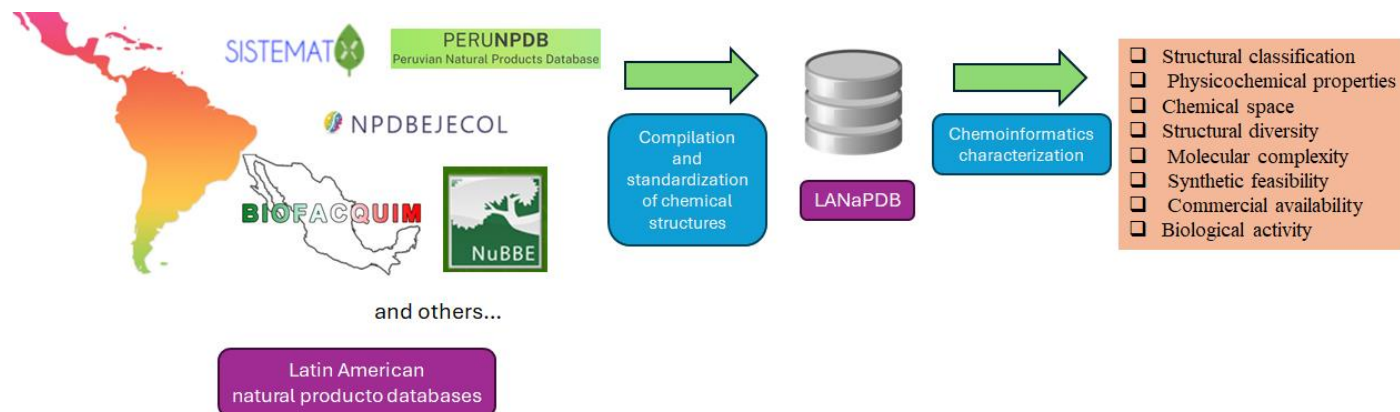 SISTEMATX
PERUNPDB
Peruvian Natural Products Database
NPDBEJECOL
BIOFACQUIM
NuBBE
and others...
Latin American
natural producto databases
Compilation
and
standardization
of chemical
structures
LANaPDB
Chemoinformatics
characterization
Structural classification
Physicochemical properties
Chemical space
Structural diversity
Molecular complexity
Synthetic feasibility
Commercial availability
Biological activity